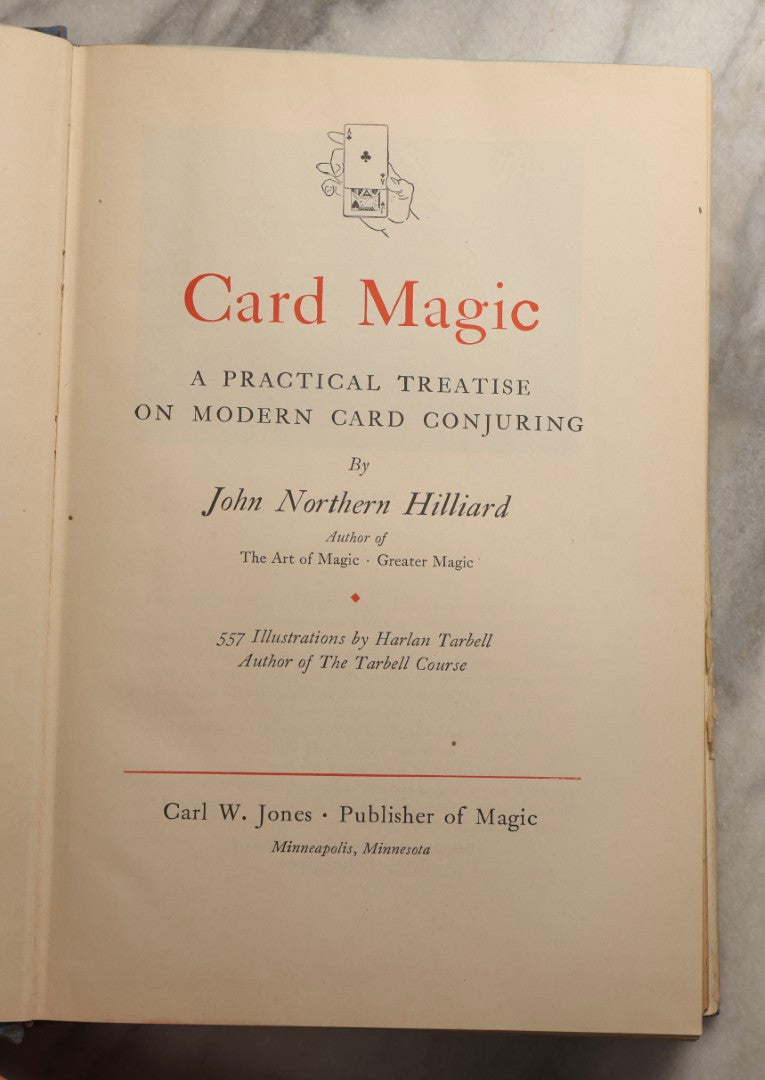 Card Magic
A PRACTICAL TREATISE
ON MODERN CARD CONJURING
By
John Northern Hilliard
Author of
The Art of Magic · Greater Magic
557 Illustrations by Harlan Tarbell
Author of The Tarbell Course
Carl W. Jones · Publisher of Magic
Minneapolis, Minnesota